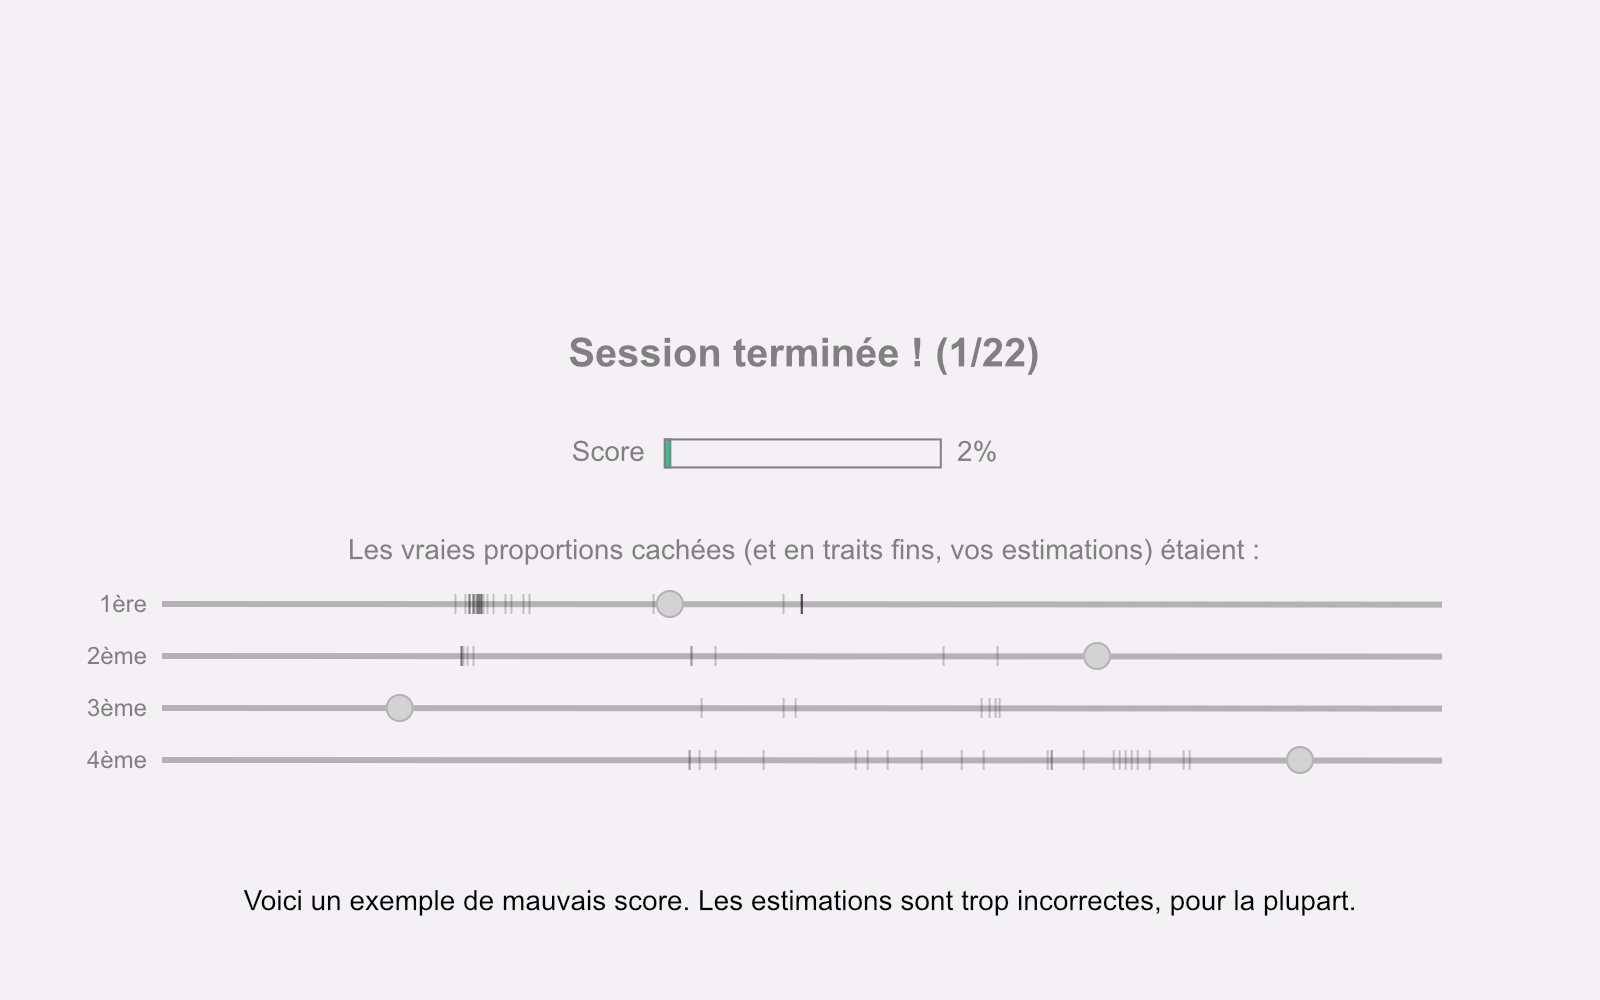 Session terminée ! (1/22)
Score 2%
Les vraies proportions cachées (et en traits fins, vos estimations) étaient :
1ère
2ème
3ème
4ème
Voici un exemple de mauvais score. Les estimations sont trop incorrectes, pour la plupart.